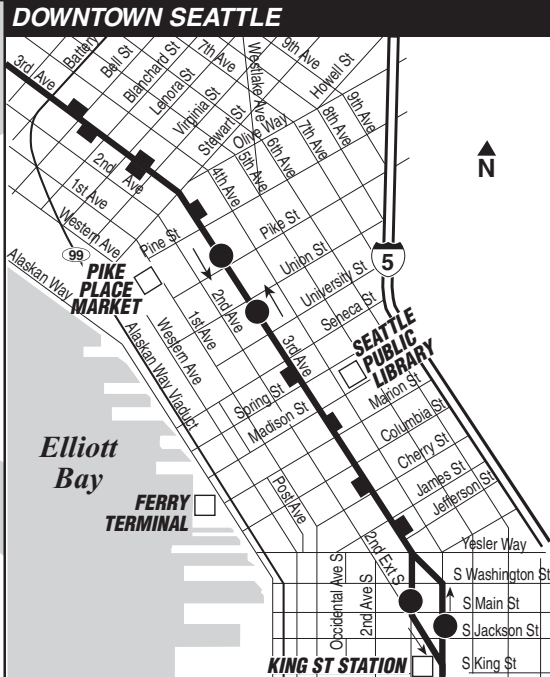 DOWNTOWN SEATTLE
3rd Ave
Battery
Bell St
Blanchard St
Lenora St
7th Ave
Virginia St
Stewart St
Westlake Ave
9th Ave
Howell St
Olive Way
9th Ave
8th Ave
7th Ave
6th Ave
5th Ave
4th Ave
2nd Ave
1st Ave
Western Ave
N
99
Alaskan Way
Pine St
Pike St
Union St
University St
Seneca St
5
PIKE
PLACE
MARKET
2nd Ave
1st Ave
Western Ave
Alaskan Way Viaduct
3rd Ave
SEATTLE
PUBLIC
LIBRARY
Marion St
Spring St
Madison St
Columbia St
Cherry St
James St
Jefferson St
Elliott
Bay
FERRY
TERMINAL
Post Ave
2nd Ext S
Yesler Way
Occidental Ave S
2nd Ave S
S Washington St
S Main St
S Jackson St
KING ST STATION
S King St